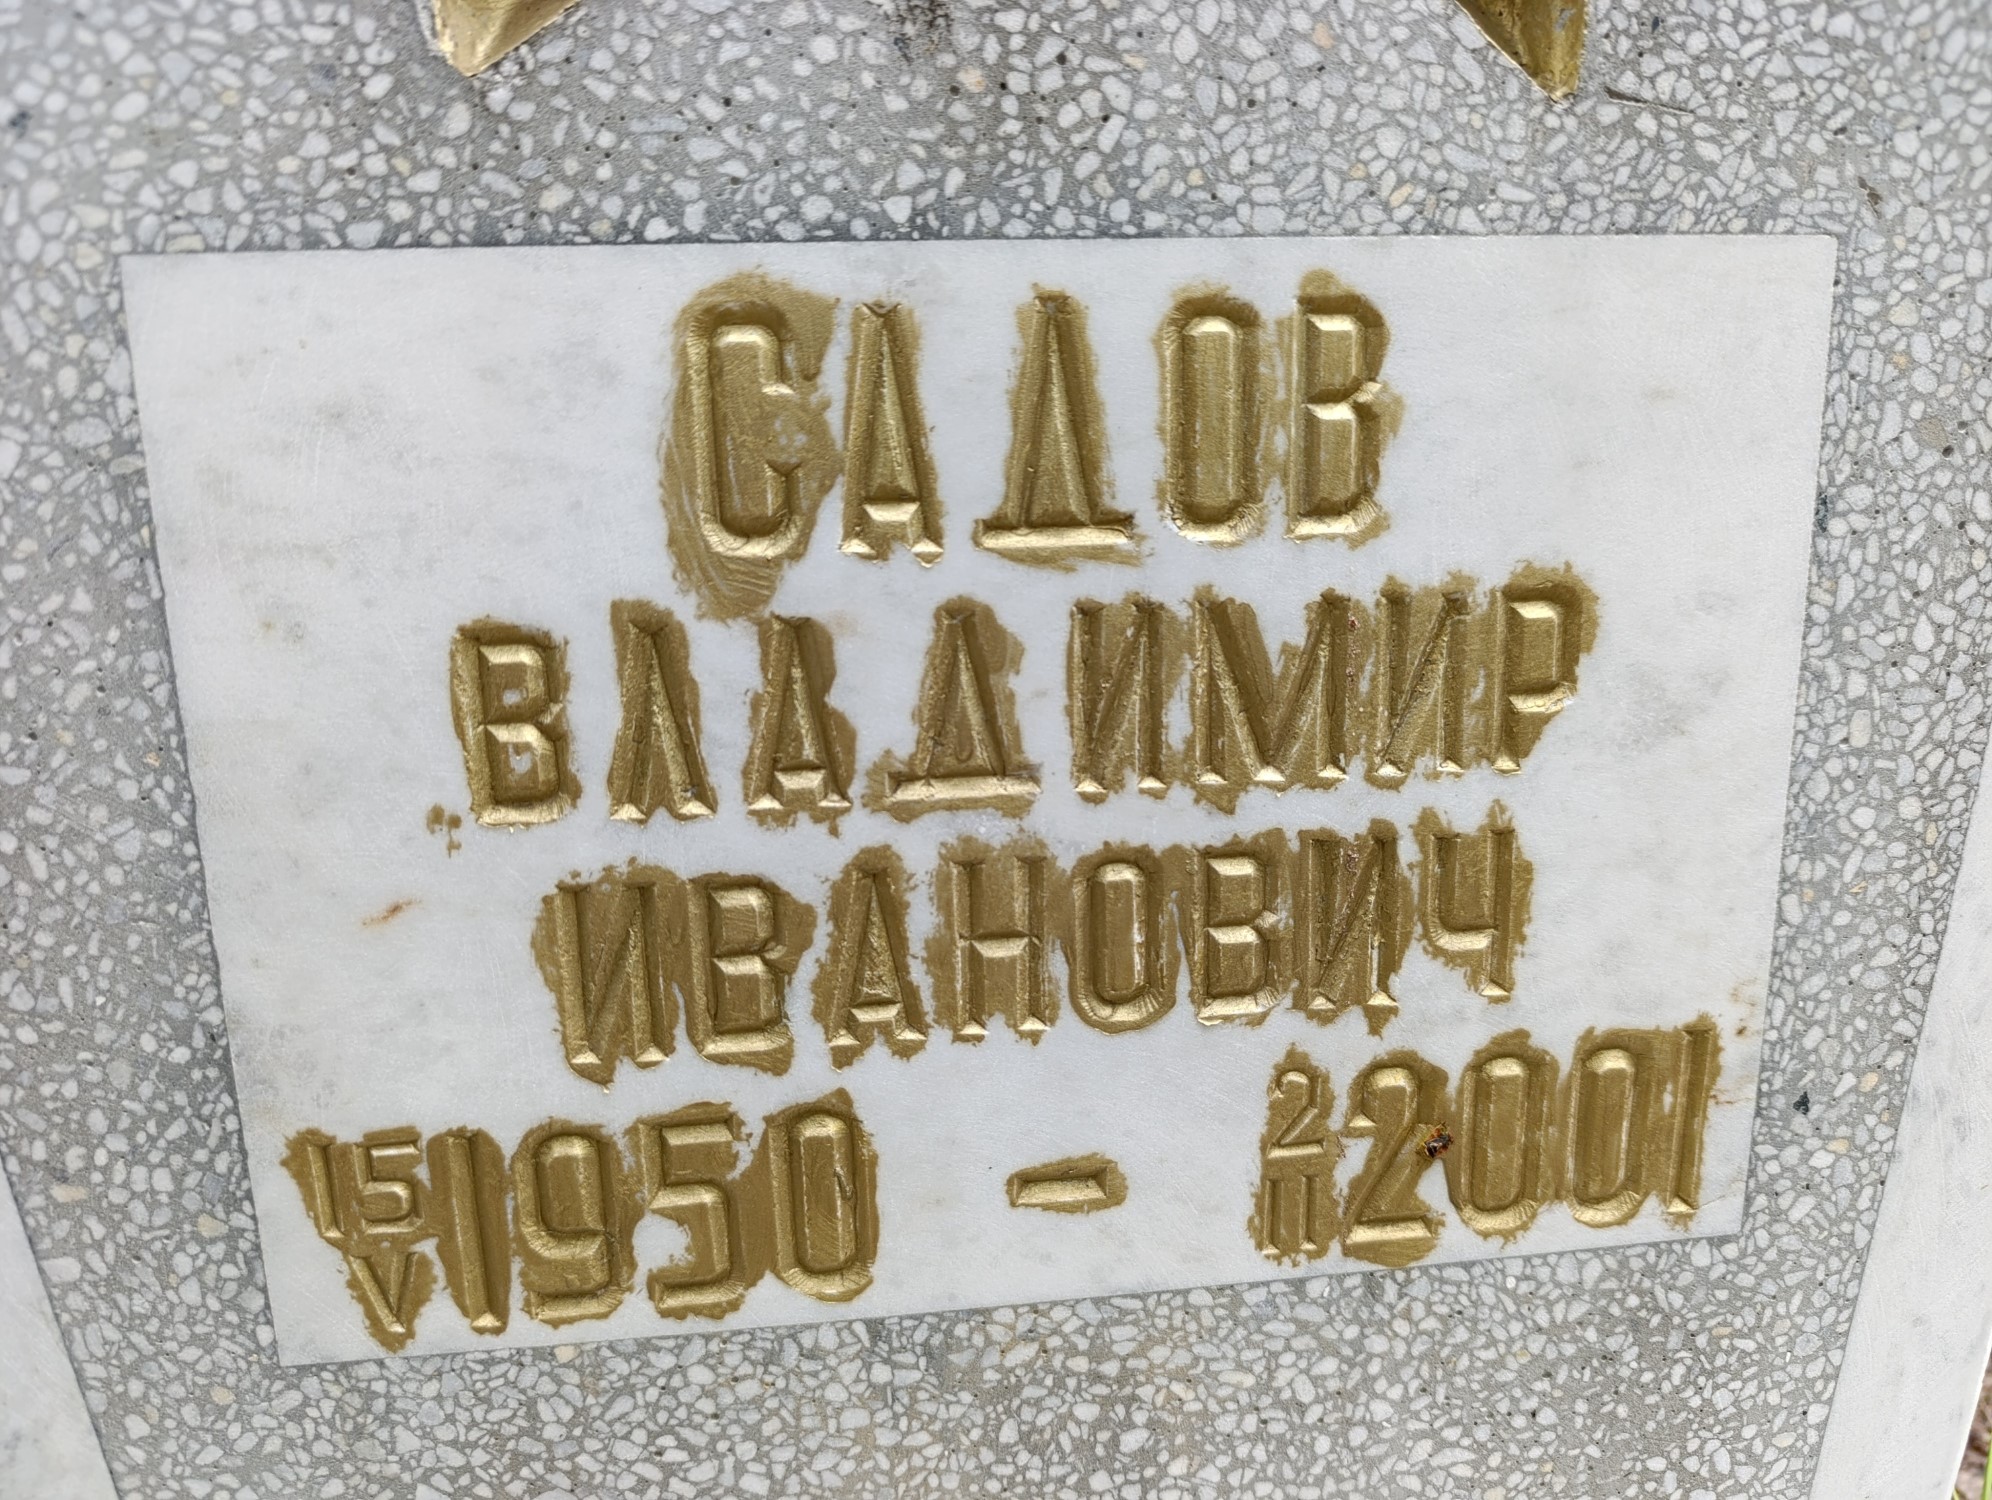 САДОВ
ВЛАДИМИР
ИВАНОВИЧ
15/V 1950 - 2/II 2001